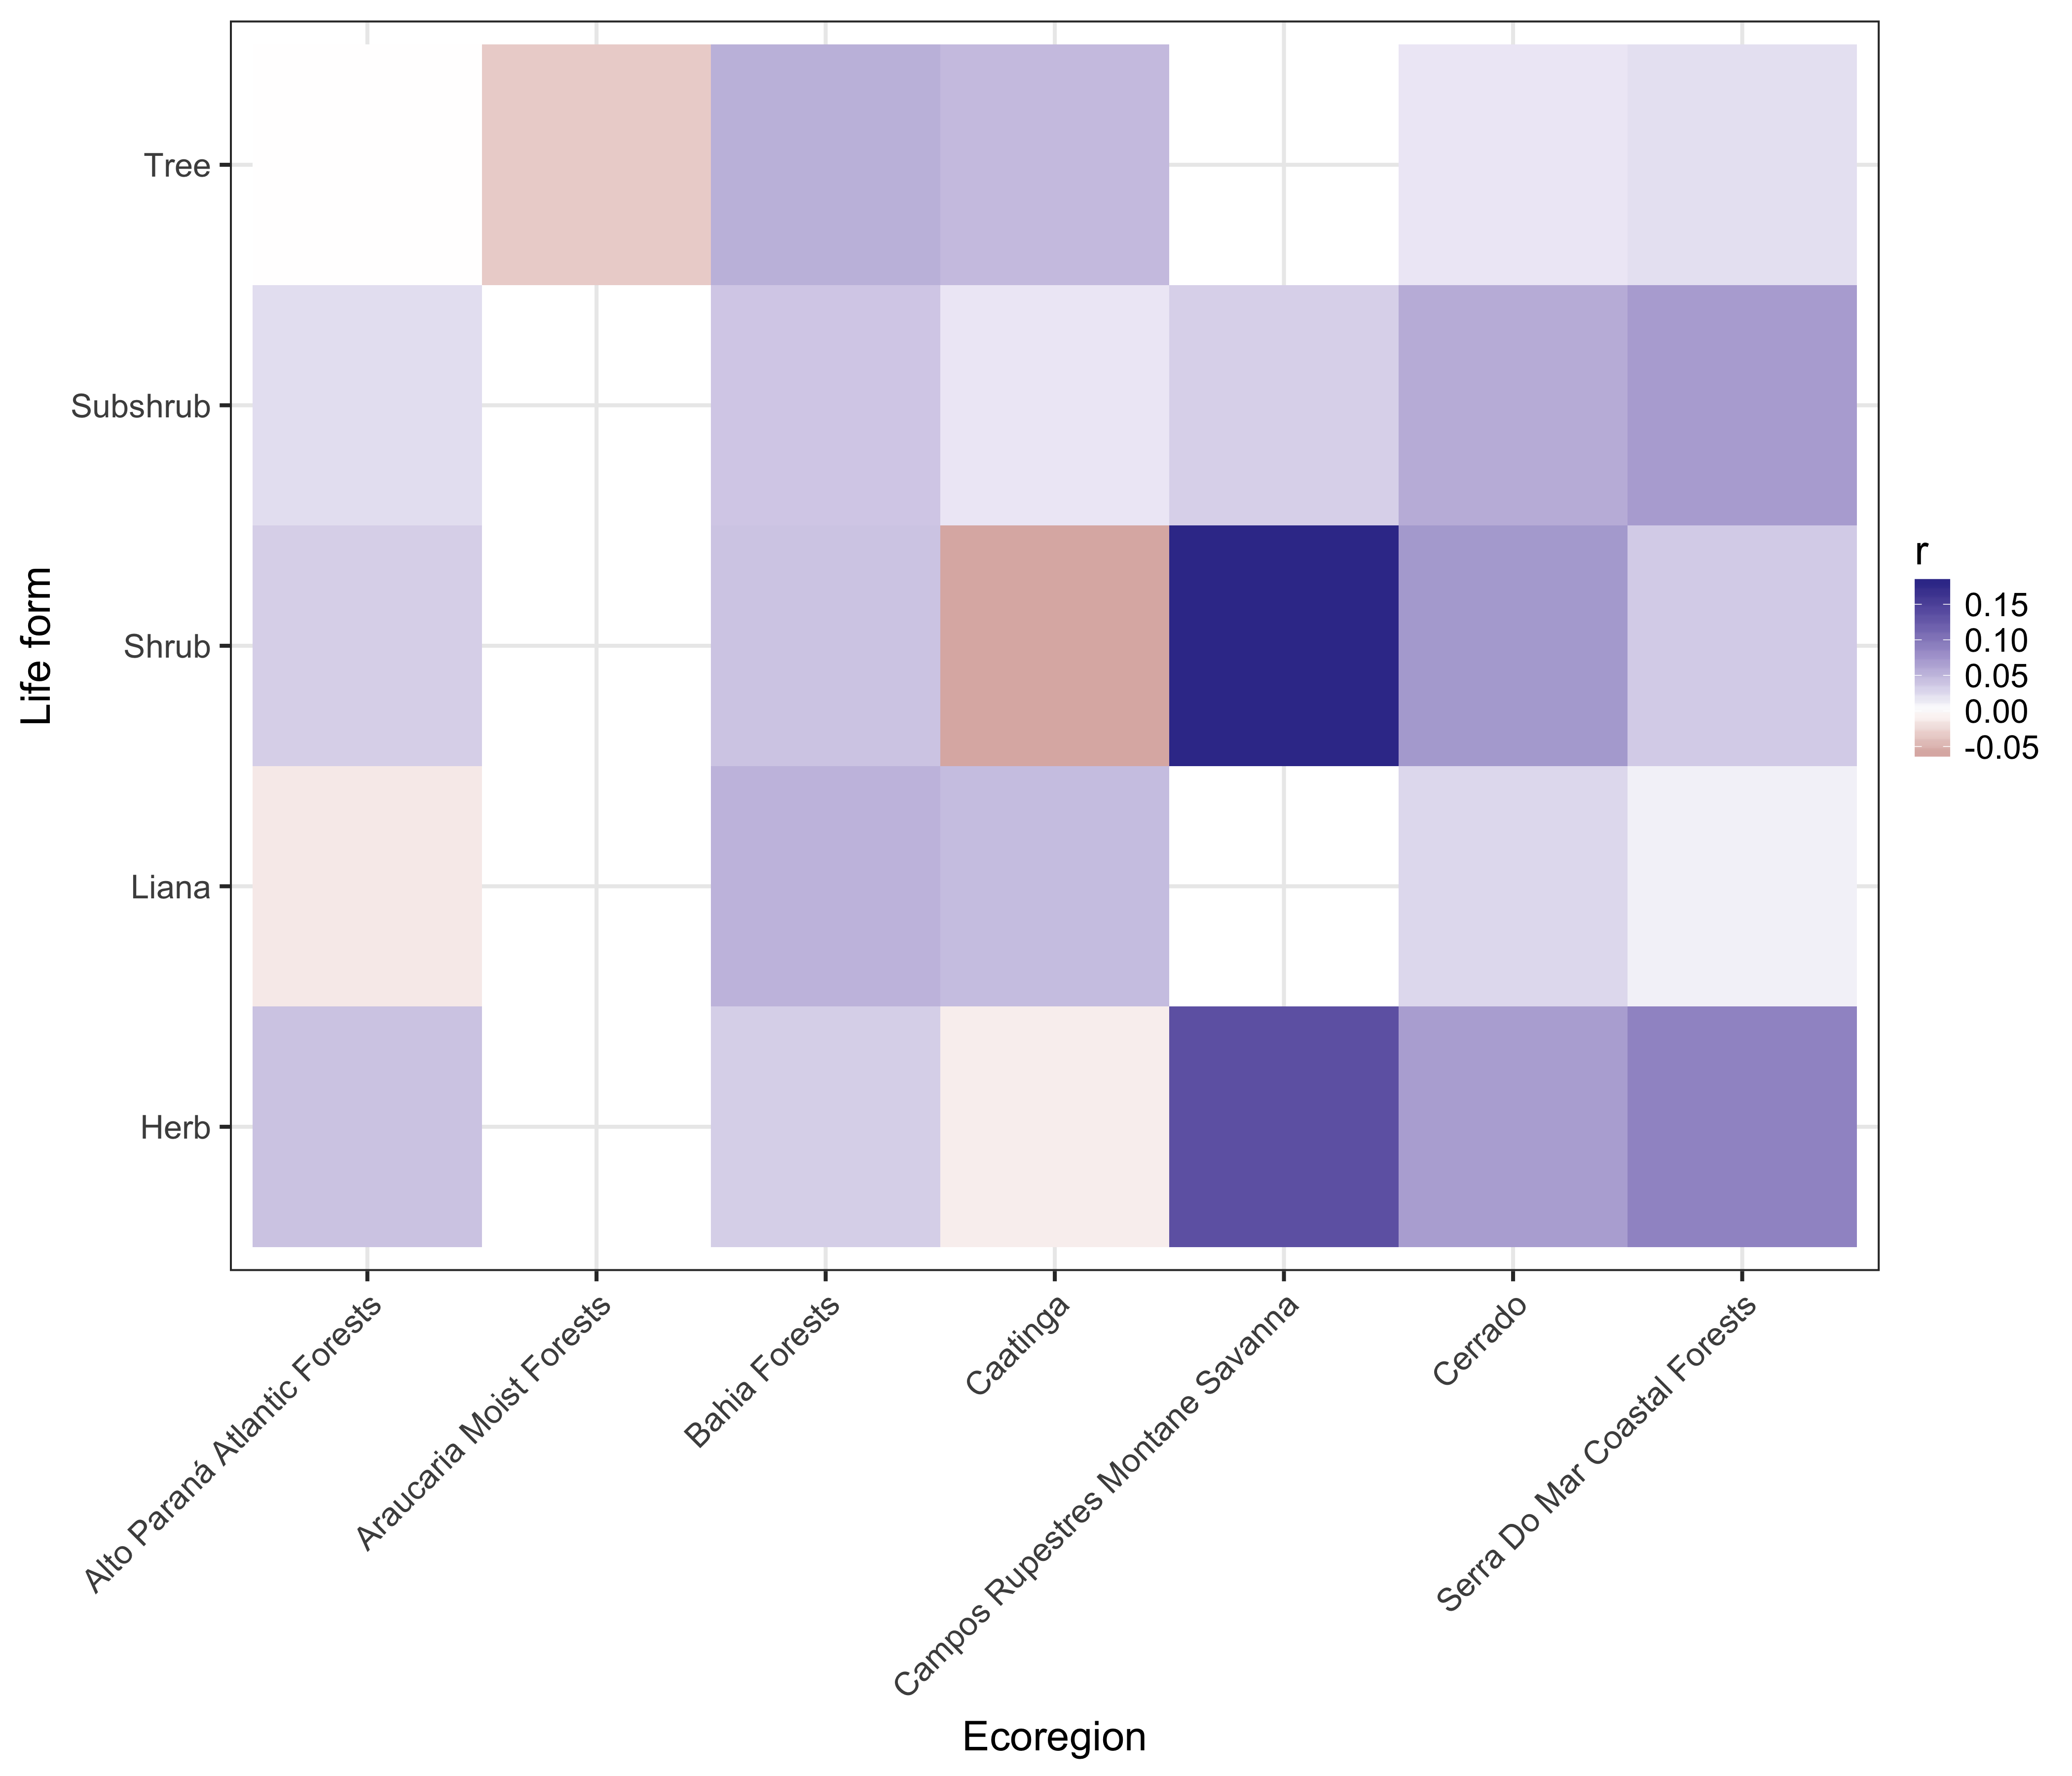 Tree
Subshrub
Shrub
Liana
Herb
Life form
Alto Paraná Atlantic Forests
Araucaria Moist Forests
Bahia Forests
Caatinga
Campos Rupestres Montane Savanna
Cerrado
Serra Do Mar Coastal Forests
Ecoregion
r
0.15
0.10
0.05
0.00
-0.05